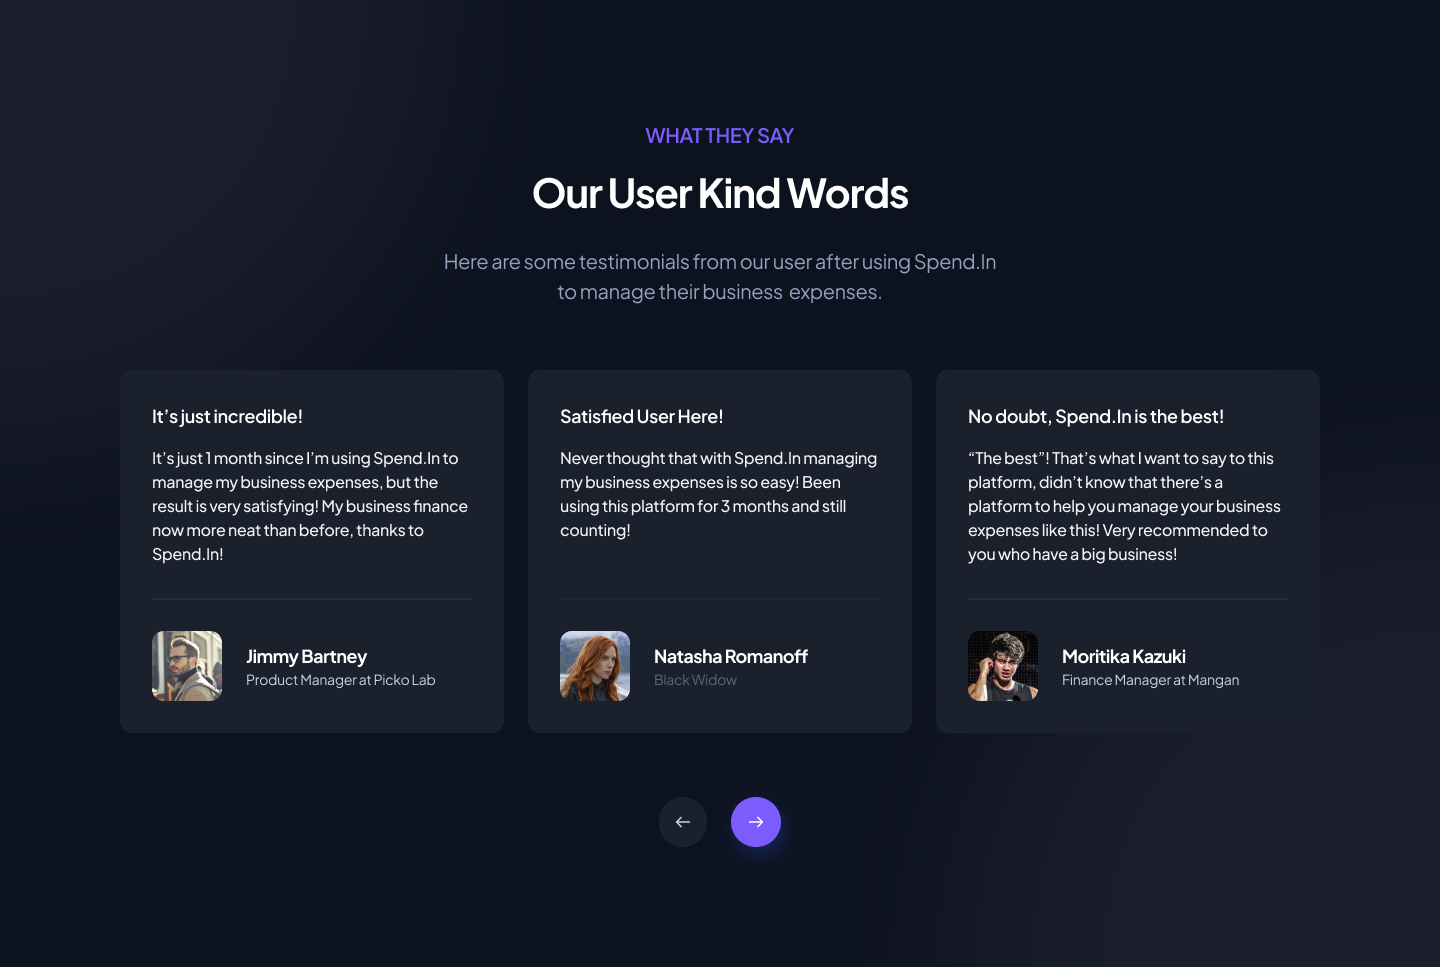 WHAT THEY SAY
Our User Kind Words
Here are some testimonials from our user after using Spend.In
to manage their business  expenses.
It’s just incredible!
It’s just 1 month since I’m using Spend.In to
manage my business expenses, but the
result is very satisfying! My business finance
now more neat than before, thanks to
Spend.In!
Jimmy Bartney
Product Manager at Picko Lab
Satisfied User Here!
Never thought that with Spend.In managing
my business expenses is so easy! Been
using this platform for 3 months and still
counting!
Natasha Romanoff
Black Widow
No doubt, Spend.In is the best!
“The best”! That’s what I want to say to this
platform, didn’t know that there’s a
platform to help you manage your business
expenses like this! Very recommended to
you who have a big business!
Moritika Kazuki
Finance Manager at Mangan